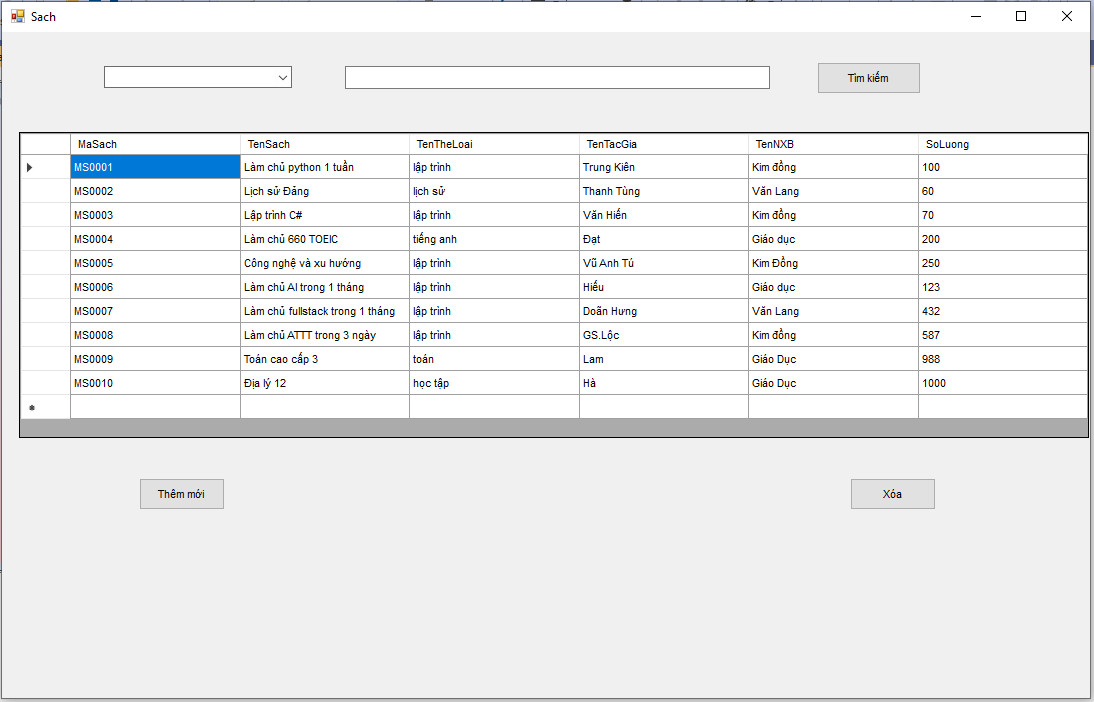 Sach
Tìm kiếm
MaSach TenSach TenTheLoai TenTacGia TenNXB SoLuong
MS0001 Làm chủ python 1 tuần lập trình Trung Kiên Kim đồng 100
MS0002 Lịch sử Đảng lịch sử Thanh Tùng Văn Lang 60
MS0003 Lập trình C# lập trình Văn Hiến Kim đồng 70
MS0004 Làm chủ 660 TOEIC tiếng anh Đạt Giáo dục 200
MS0005 Công nghệ và xu hướng lập trình Vũ Anh Tú Kim Đồng 250
MS0006 Làm chủ AI trong 1 tháng lập trình Hiếu Giáo dục 123
MS0007 Làm chủ fullstack trong 1 tháng lập trình Doãn Hưng Văn Lang 432
MS0008 Làm chủ ATTT trong 3 ngày lập trình GS.Lộc Kim đồng 587
MS0009 Toán cao cấp 3 toán Lam Giáo Dục 988
MS0010 Địa lý 12 học tập Hà Giáo Dục 1000
Thêm mới Xóa